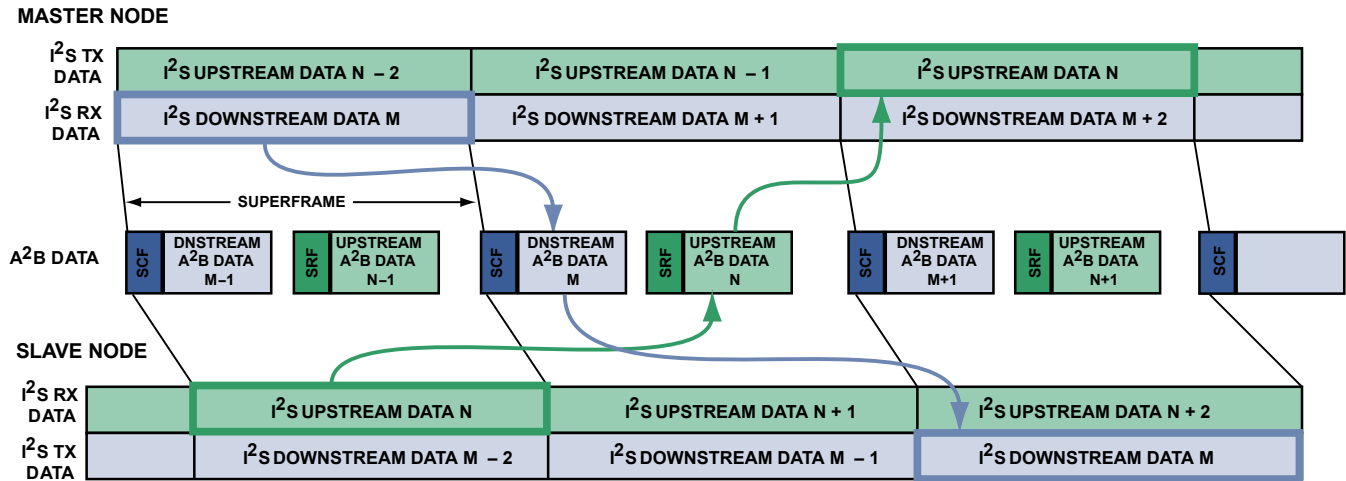 MASTER NODE
I2S TX DATA
I2S UPSTREAM DATA N – 2
I2S UPSTREAM DATA N – 1
I2S UPSTREAM DATA N
I2S RX DATA
I2S DOWNSTREAM DATA M
I2S DOWNSTREAM DATA M + 1
I2S DOWNSTREAM DATA M + 2
SUPERFRAME
A2B DATA
SCF
DNSTREAM
A2B DATA
M–1
SRF
UPSTREAM
A2B DATA
N–1
SCF
DNSTREAM
A2B DATA
M
SRF
UPSTREAM
A2B DATA
N
SCF
DNSTREAM
A2B DATA
M+1
SRF
UPSTREAM
A2B DATA
N+1
SCF
SLAVE NODE
I2S RX
DATA
I2S UPSTREAM DATA N
I2S UPSTREAM DATA N + 1
I2S UPSTREAM DATA N + 2
I2S TX
DATA
I2S DOWNSTREAM DATA M – 2
I2S DOWNSTREAM DATA M – 1
I2S DOWNSTREAM DATA M